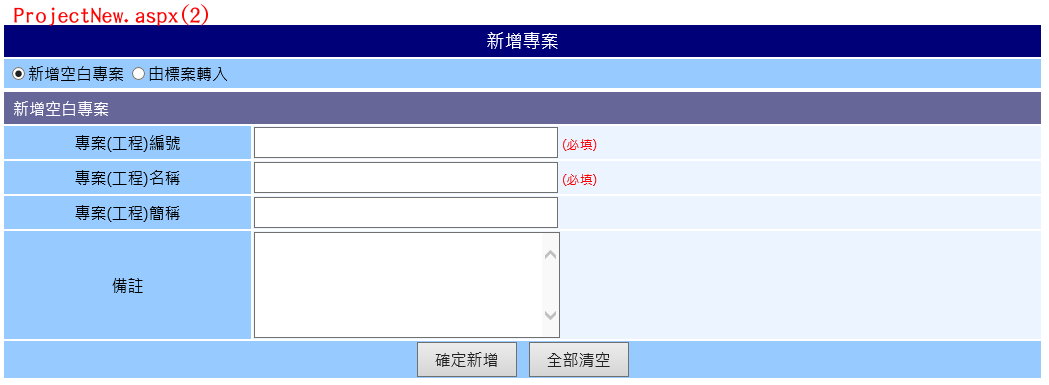 ProjectNew.aspx(2)
新增專案
新增空白專案 由標案轉入
新增空白專案
專案(工程)編號 (必填)
專案(工程)名稱 (必填)
專案(工程)簡稱
備註
確定新增 全部清空